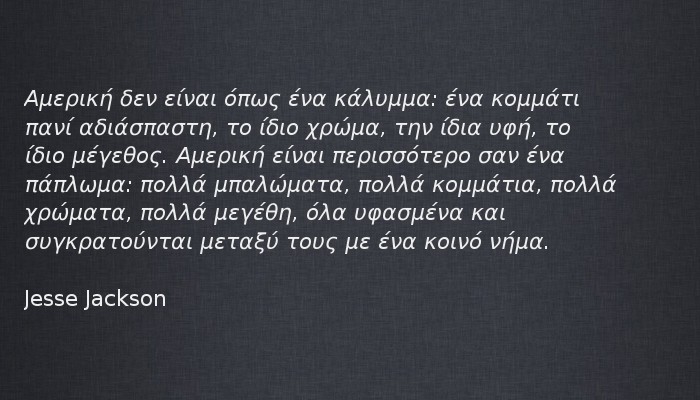 Αμερική δεν είναι όπως ένα κάλυμμα: ένα κομμάτι
πανί αδιάσπαστη, το ίδιο χρώμα, την ίδια υφή, το
ίδιο μέγεθος. Αμερική είναι περισσότερο σαν ένα
πάπλωμα: πολλά μπαλώματα, πολλά κομμάτια, πολλά
χρώματα, πολλά μεγέθη, όλα υφασμένα και
συγκρατούνται μεταξύ τους με ένα κοινό νήμα.
Jesse Jackson